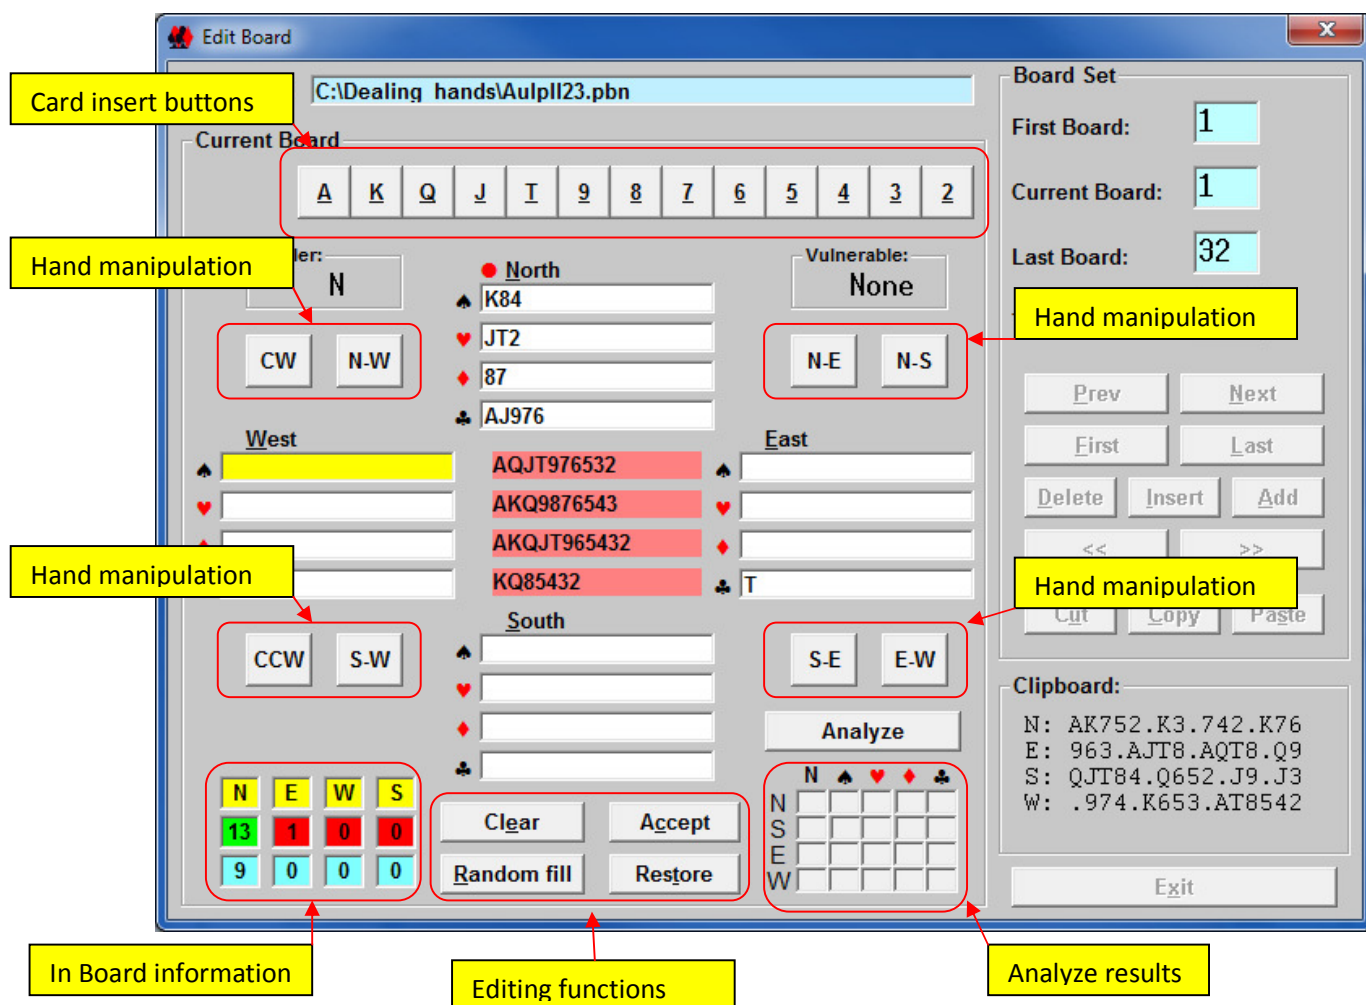 Edit Board
x
Card insert buttons
C:\Dealing hands\Aulpll23.pbn
Board Set
First Board: 1
Current Board
A K Q J T 9 8 7 6 5 4 3 2
Current Board: 1
Last Board: 32
Hand manipulation
ler:
N
North
Vulnerable:
None
♠ K84
♥ JT2
♦ 87
♣ AJ976
CW N-W
N-E N-S
Hand manipulation
Prev Next
First Last
Delete Insert Add
<< >>
Cut Copy Paste
West
East
♠ AQJT976532 ♠
♥ AKQ9876543 ♥
♦ AKQJT965432 ♦
KQ85432 ♣ T
Hand manipulation
Hand manipulation
South
♠
♥
♦
♣
CCW S-W
S-E E-W
Analyze
Clipboard:
N: AK752.K3.742.K76
E: 963.AJT8.AQT8.Q9
S: QJT84.Q652.J9.J3
W: .974.K653.AT8542
N E W S
13 1 0 0
9 0 0 0
Clear Accept
Random fill Restore
N ♠ ♥ ♦ ♣
N
S
E
W
Exit
In Board information
Editing functions
Analyze results